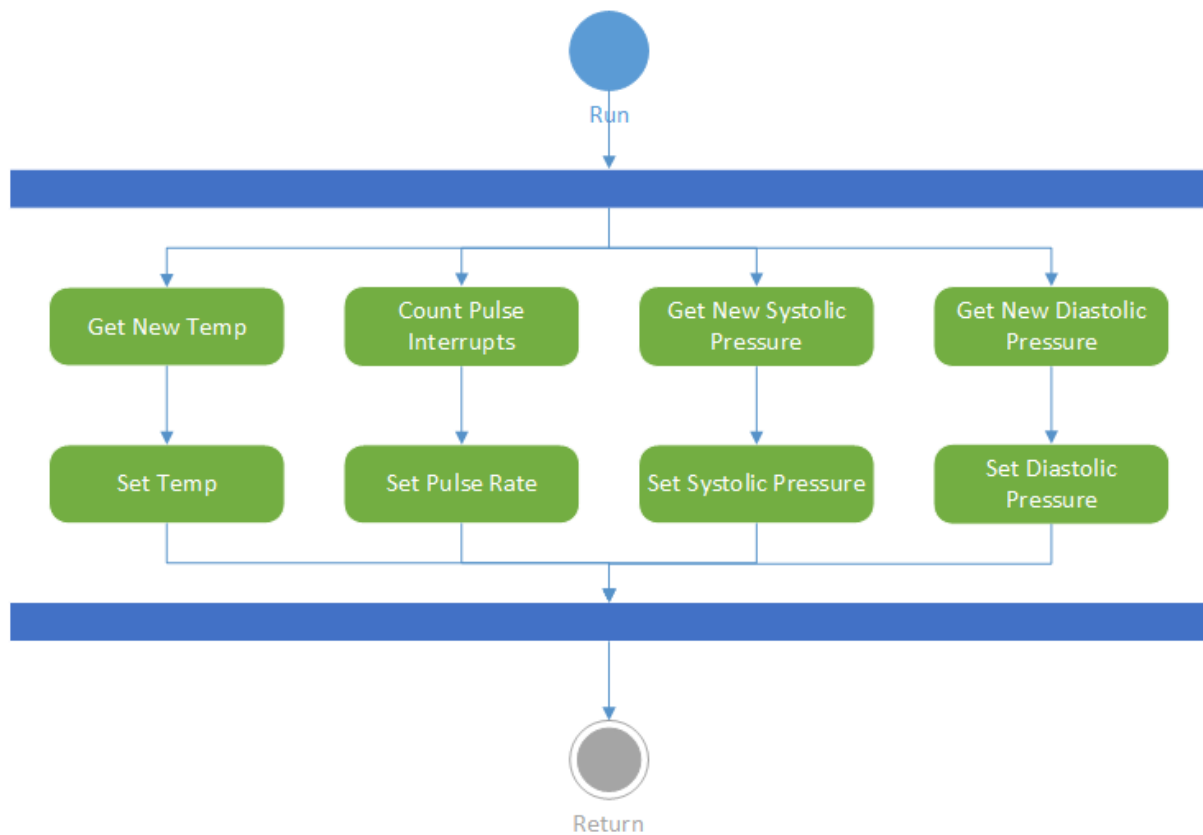 Run
Get New Temp
Count Pulse
Interrupts
Get New Systolic
Pressure
Get New Diastolic
Pressure
Set Temp
Set Pulse Rate
Set Systolic Pressure
Set Diastolic
Pressure
Return